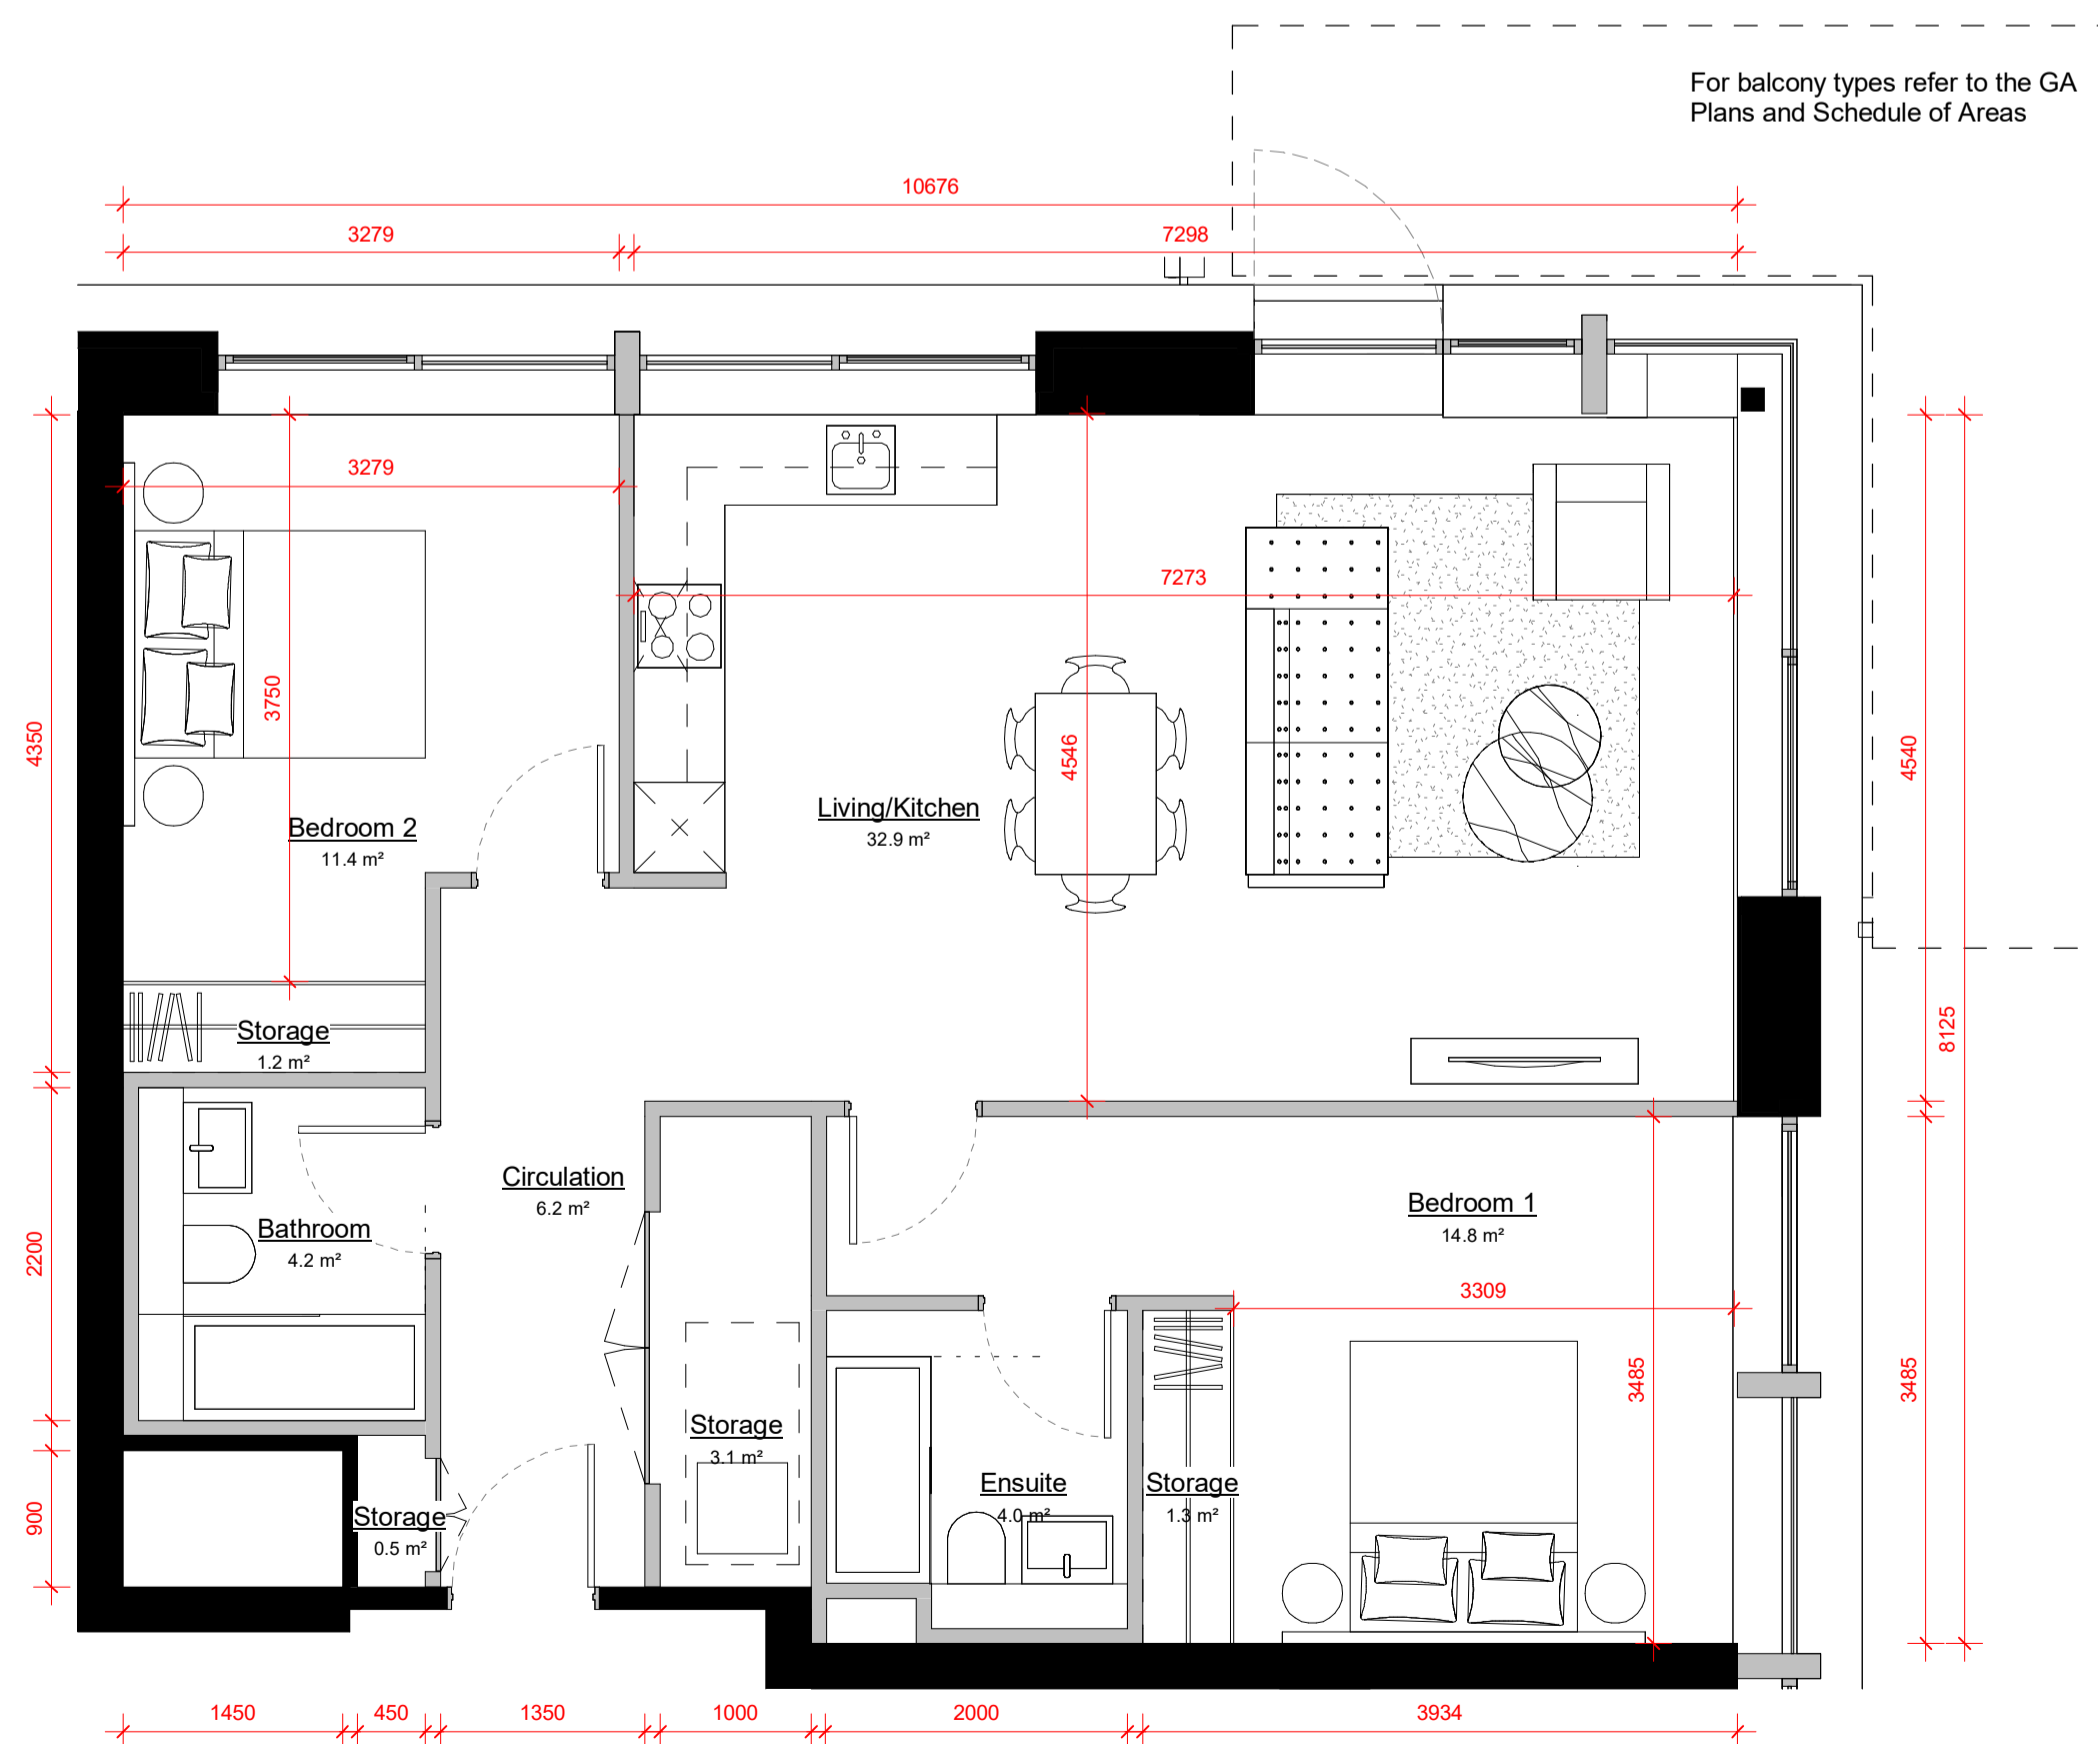 For balcony types refer to the GA
Plans and Schedule of Areas
10676
3279
7298
3279
7273
3750
4350
4546
4540
8125
Living/Kitchen
32.9 m²
Bedroom 2
11.4 m²
Storage
1.2 m²
Circulation
6.2 m²
Bedroom 1
14.8 m²
Bathroom
4.2 m²
2200
3309
3485
3485
Storage
3.1 m²
Ensuite
4.0 m²
Storage
1.3 m²
Storage
0.5 m²
900
1450
450
1350
1000
2000
3934